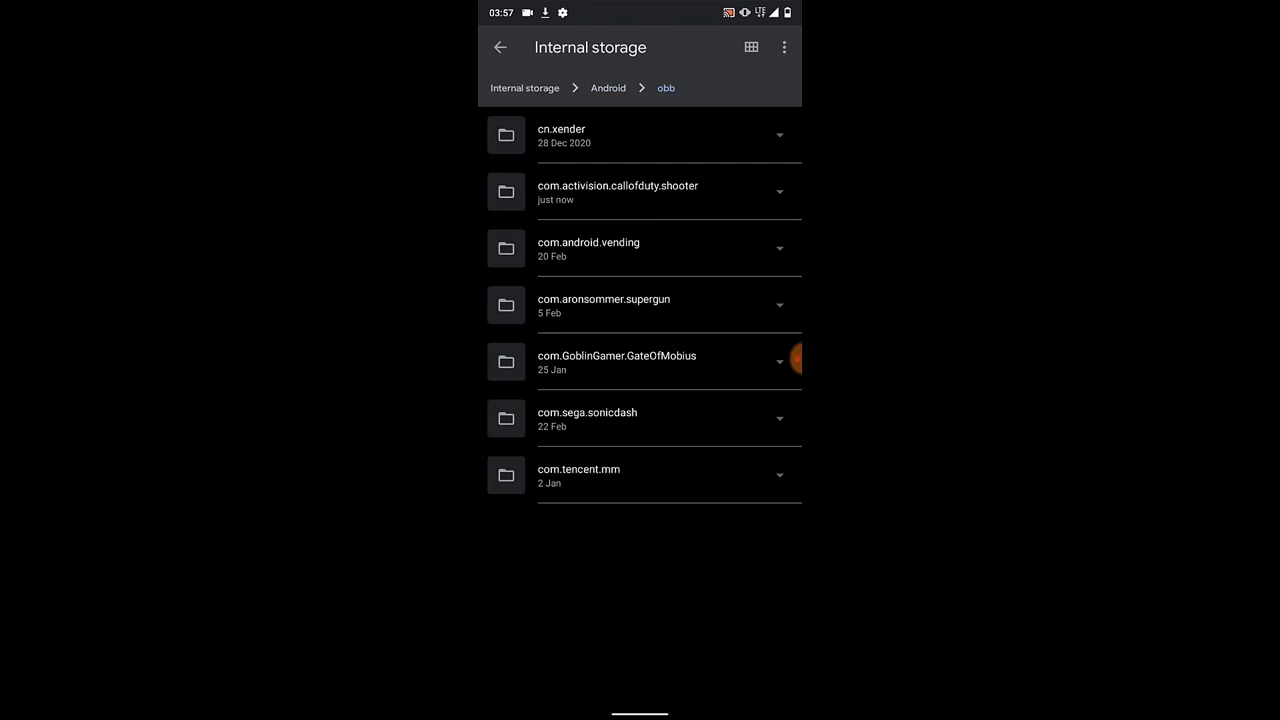 03:57
LTE
Internal storage
Internal storage > Android > obb
cn.xender
28 Dec 2020
com.activision.callofduty.shooter
just now
com.android.vending
20 Feb
com.aronsommer.supergun
5 Feb
com.GoblinGamer.GateOfMobius
25 Jan
com.sega.sonicdash
22 Feb
com.tencent.mm
2 Jan